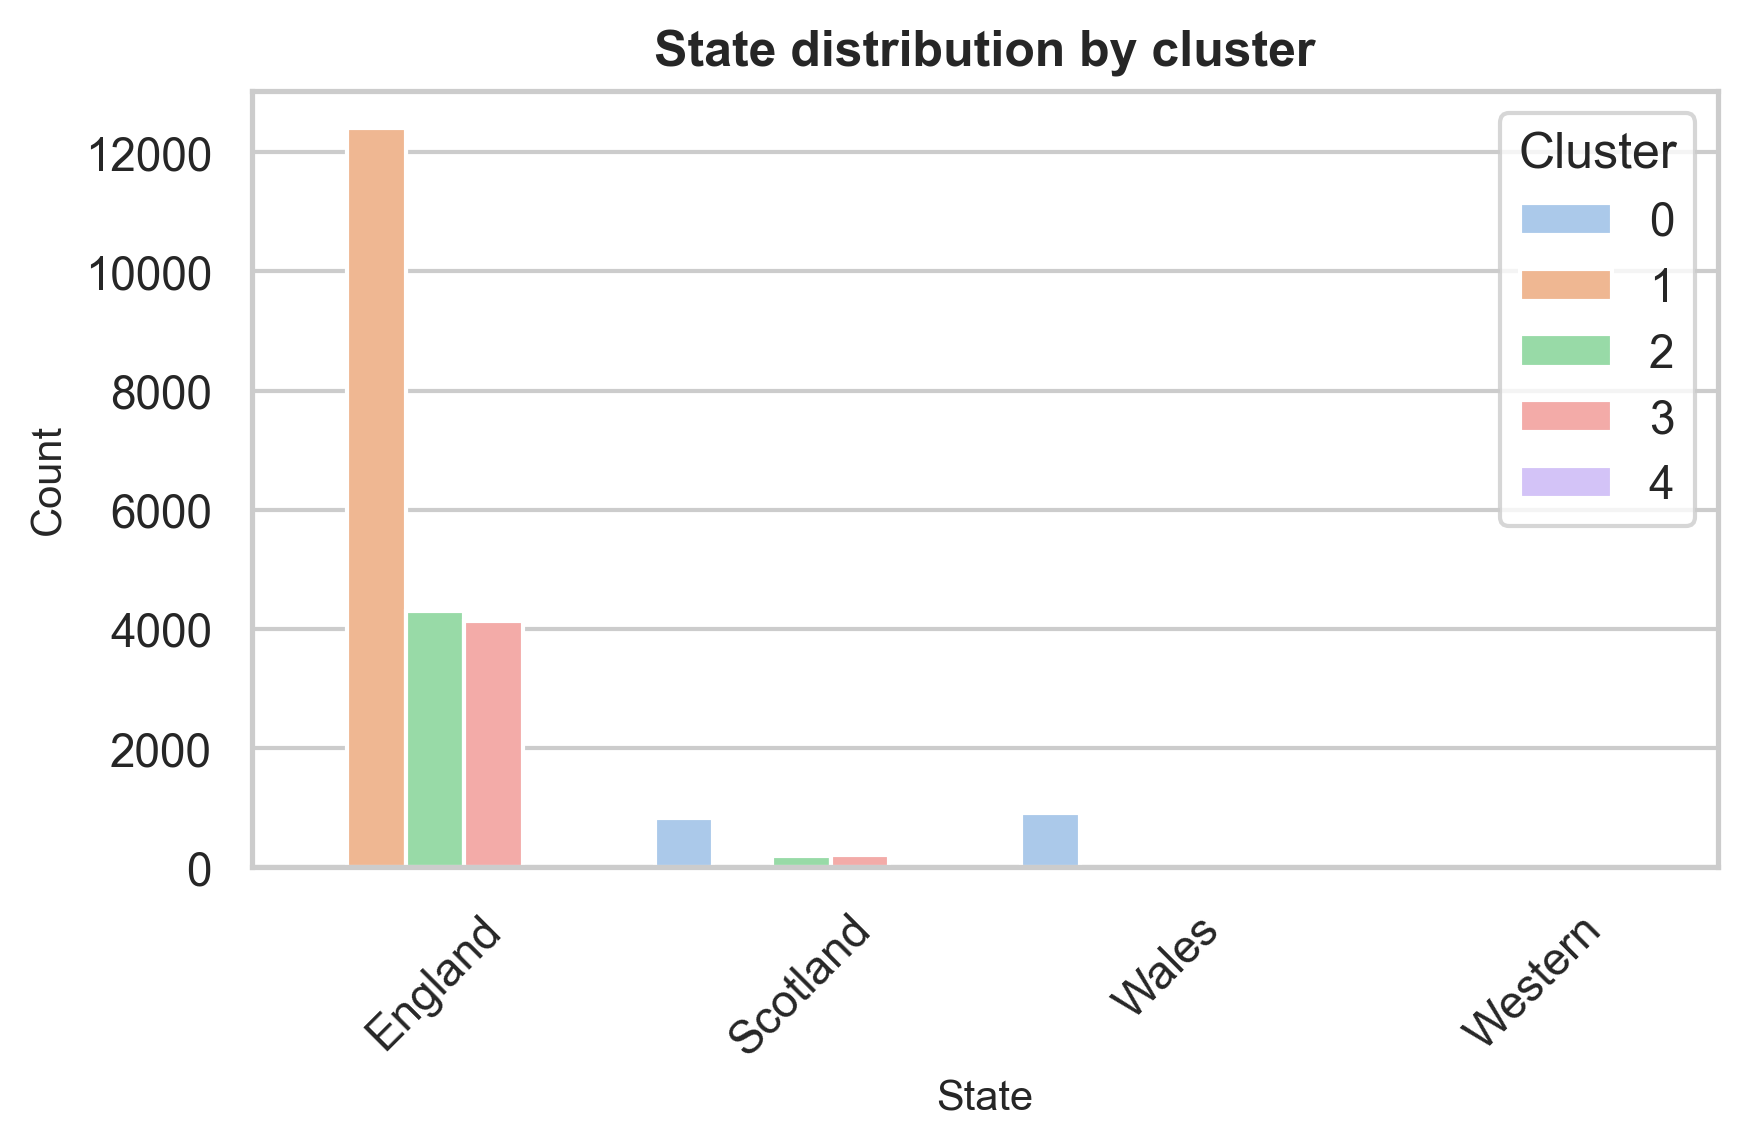 State distribution by cluster
Count
12000
10000
8000
6000
4000
2000
0
Cluster
0
1
2
3
4
England
Scotland
Wales
Western
State